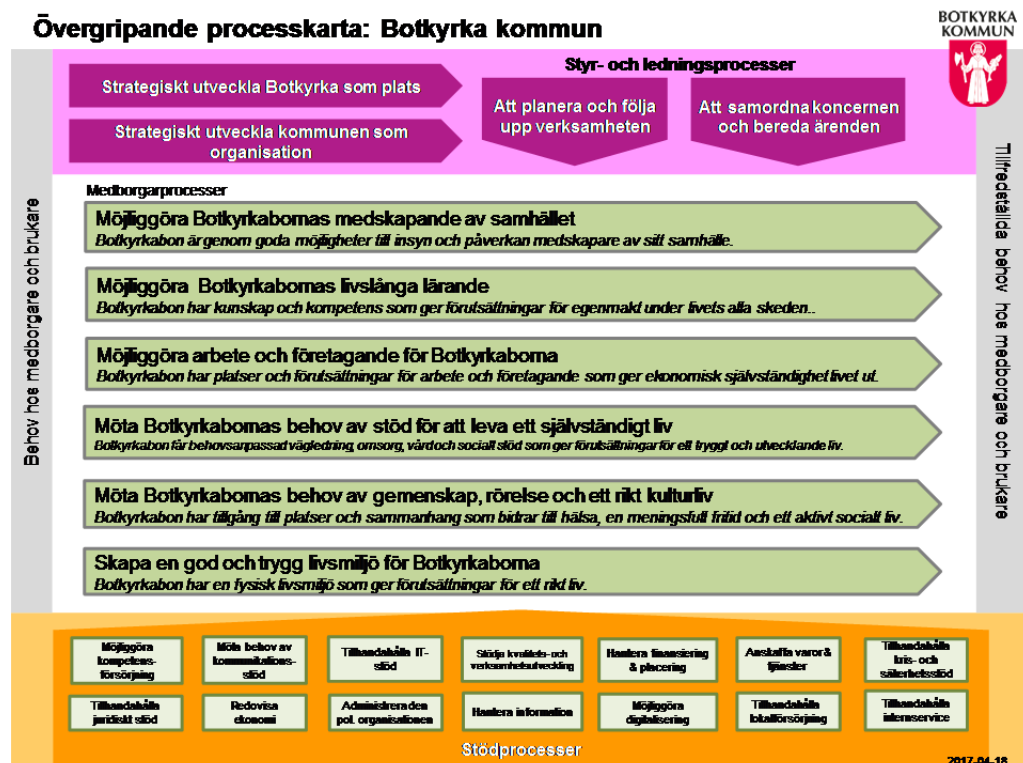 Övergripande processkarta: Botkyrka kommun
BOTKYRKA
KOMMUN
Styr- och ledningsprocesser
Strategiskt utveckla Botkyrka som plats
Strategiskt utveckla kommunen som
organisation
Att planera och följa
upp verksamheten
Att samordna koncernen
och bereda ärenden
Behov hos medborgare och brukare
Tillfredställda behov hos medborgare och brukare
Medborgarprocesser
Möjliggöra Botkyrkabornas medskapande av samhället
Botkyrkabon är genom goda möjligheter till insyn och påverkan medskapare av sitt samhälle.
Möjliggöra Botkyrkabornas livslånga lärande
Botkyrkabon har kunskap och kompetens som ger förutsättningar för egenmakt under livets alla skeden..
Möjliggöra arbete och företagande för Botkyrkaborna
Botkyrkabon har platser och förutsättningar för arbete och företagande som ger ekonomisk självständighet livet ut.
Möta Botkyrkabornas behov av stöd för att leva ett självständigt liv
Botkyrkabon får behovsanpassad vägledning, omsorg, vård och socialt stöd som ger förutsättningar för ett tryggt och utvecklande liv.
Möta Botkyrkabornas behov av gemenskap, rörelse och ett rikt kulturliv
Botkyrkabon har tillgång till platser och sammanhang som bidrar till hälsa, en meningsfull fritid och ett aktivt socialt liv.
Skapa en god och trygg livsmiljö för Botkyrkaborna
Botkyrkabon har en fysisk livsmiljö som ger förutsättningar för ett rikt liv.
Möjliggöra
kompetens-
försörjning
Möta behov av
kommunikations-
stöd
Tillhandahålla IT-
stöd
Stödja kvalitets- och
verksamhetsutveckling
Hantera finansiering
& placering
Anskaffa varor &
tjänster
Tillhandahålla
kris- och
säkerhetsstöd
Tillhandahålla
juridiskt stöd
Redovisa
ekonomi
Administrera den
pol. organisationen
Hantera information
Möjliggöra
digitalisering
Tillhandahålla
lokalförsörjning
Tillhandahålla
internservice
Stödprocesser
2017-04-18